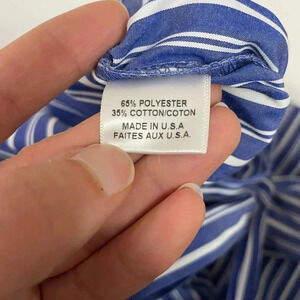 65% POLYESTER
35% COTTON/COTON
MADE IN U.S.A
FAITES AUX U.S.A.